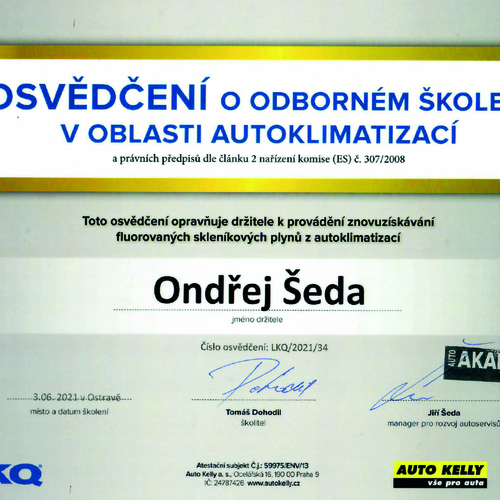 OSVĚDČENÍ O ODBORNÉM ŠKOLE
V OBLASTI AUTOKLIMATIZACÍ
a právních předpisů dle článku 2 nařízení komise (ES) č. 307/2008
Toto osvědčení opravňuje držitele k provádění znovuzískávání
fluorovaných skleníkových plynů z autoklimatizací
Ondřej Šeda
jméno držitele
Číslo osvědčení: LKQ/2021/34
AUTO AKA
3.06. 2021 v Ostravě
místo a datum školení
Tomáš Dohodil
školitel
Jiří Šeda
manager pro rozvoj autoservisů
KQ®
Atestační subjekt Č.j.: 59975/ENV/13
Auto Kelly a. s., Ocelářská 16, 190 00 Praha 9
IČ: 24787426 www.autokelly.cz
AUTO KELLY
vše pro auta